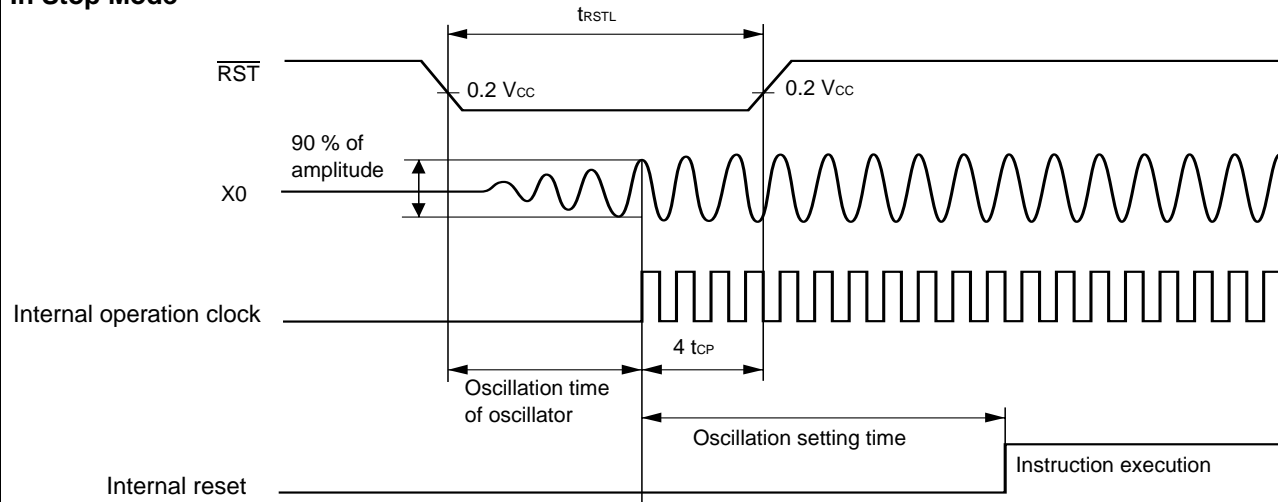 In Stop Mode
tRSTL
RST
0.2 VCC
0.2 VCC
90 % of
amplitude
X0
Internal operation clock
4 tCP
Oscillation time
of oscillator
Oscillation setting time
Instruction execution
Internal reset